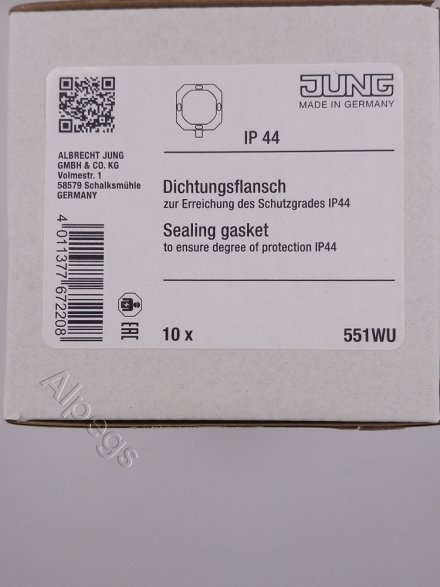 JUNG
MADE IN GERMANY
IP 44
ALBRECHT JUNG
GMBH & CO. KG
Volmestr. 1
58579 Schalksmühle
GERMANY
Dichtungsflansch
zur Erreichung des Schutzgrades IP44
Sealing gasket
to ensure degree of protection IP44
4 011377 672208
EAC
10 x
551WU
Alpegs